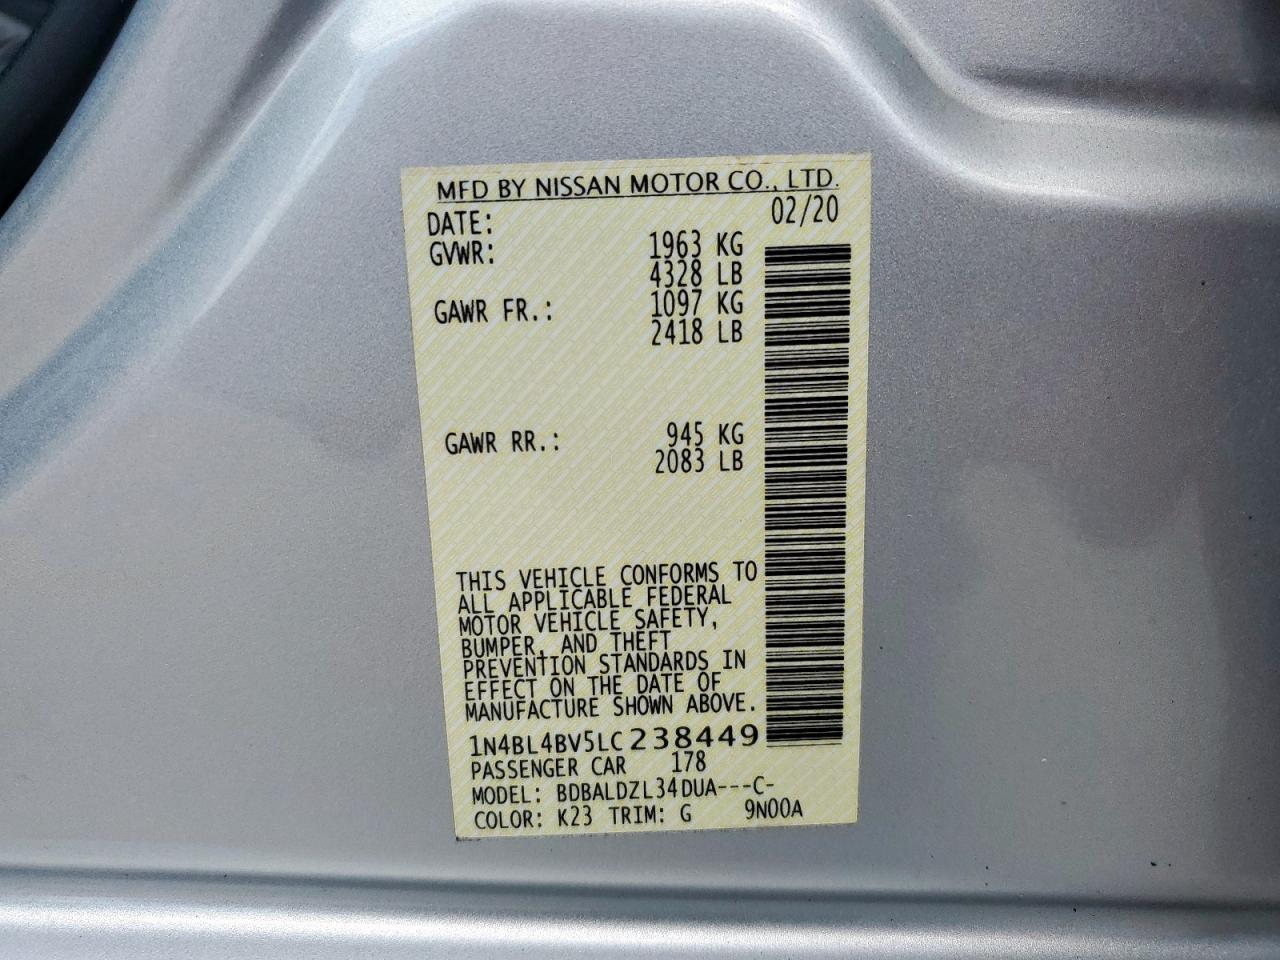 MFD BY NISSAN MOTOR CO., LTD.
DATE: 02/20
GVWR: 1963 KG
4328 LB
GAWR FR.: 1097 KG
2418 LB
GAWR RR.: 945 KG
2083 LB
THIS VEHICLE CONFORMS TO
ALL APPLICABLE FEDERAL
MOTOR VEHICLE SAFETY,
BUMPER, AND THEFT
PREVENTION STANDARDS IN
EFFECT ON THE DATE OF
MANUFACTURE SHOWN ABOVE.
1N4BL4BV5LC238449
PASSENGER CAR 178
MODEL: BDBALDZL34DUA---C-
COLOR: K23 TRIM: G 9N00A